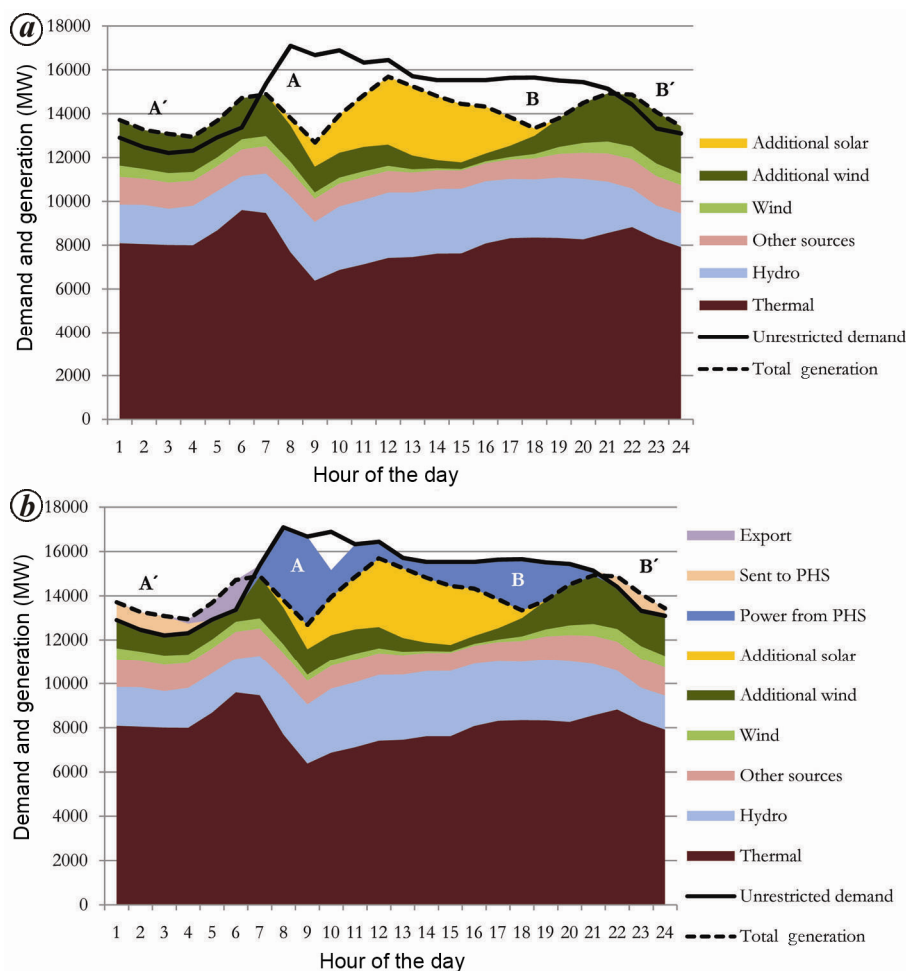 a
Demand and generation (MW)
18000
16000
14000
12000
10000
8000
6000
4000
2000
0
A´
A
B
B´
1 2 3 4 5 6 7 8 9 10 11 12 13 14 15 16 17 18 19 20 21 22 23 24
Hour of the day
Additional solar
Additional wind
Wind
Other sources
Hydro
Thermal
Unrestricted demand
Total generation
b
Demand and generation (MW)
18000
16000
14000
12000
10000
8000
6000
4000
2000
0
A´
A
B
B´
1 2 3 4 5 6 7 8 9 10 11 12 13 14 15 16 17 18 19 20 21 22 23 24
Hour of the day
Export
Sent to PHS
Power from PHS
Additional solar
Additional wind
Wind
Other sources
Hydro
Thermal
Unrestricted demand
Total generation